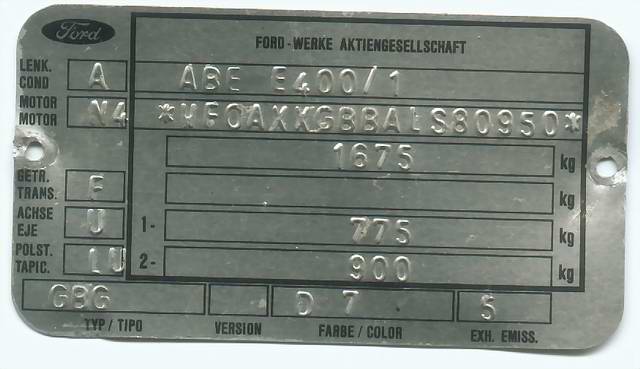 Ford
FORD-WERKE AKTIENGESELLSCHAFT
LENK. COND A ABE E400/1
MOTOR MOTOR N4 *WF0AXXGBBALS80950*
1675 kg
GETR. TRANS. F kg
ACHSE EJE U 1- 775 kg
POLST. TAPIC. LU 2- 900 kg
GBG D 7 5
TYP / TIPO VERSION FARBE / COLOR EXH. EMISS.